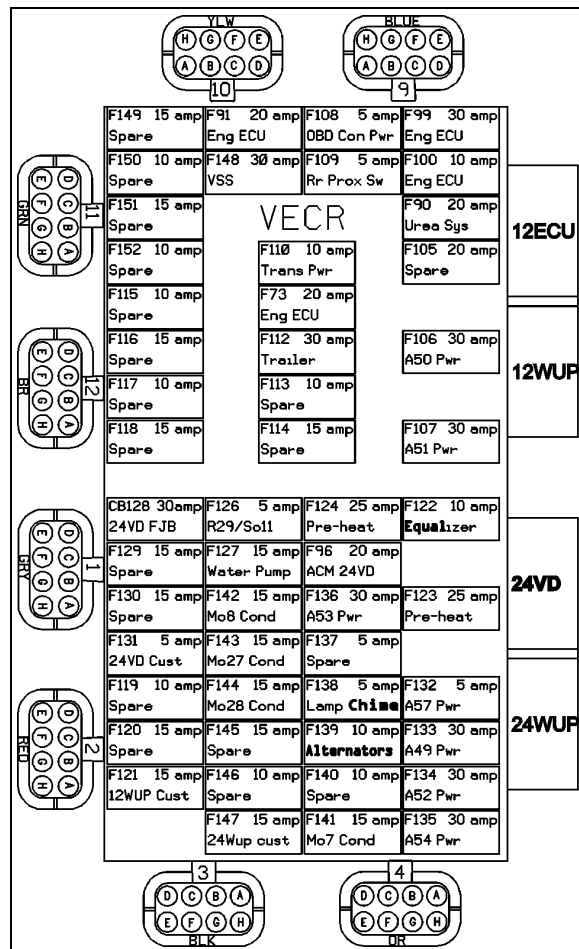 YLW
H G F E
A B C D
10
BLUE
H G F E
A B C D
9
F149 15 amp
Spare
F91 20 amp
Eng ECU
F108 5 amp
OBD Con Pwr
F99 30 amp
Eng ECU
F150 10 amp
Spare
F148 30 amp
VSS
F109 5 amp
Rr Prox Sw
F100 10 amp
Eng ECU
F151 15 amp
Spare
VECR
F90 20 amp
Urea Sys
F152 10 amp
Spare
F110 10 amp
Trans Pwr
F105 20 amp
Spare
F115 10 amp
Spare
F73 20 amp
Eng ECU
F116 15 amp
Spare
F112 30 amp
Trailer
F106 30 amp
A50 Pwr
F117 10 amp
Spare
F113 10 amp
Spare
F118 15 amp
Spare
F114 15 amp
Spare
F107 30 amp
A51 Pwr
GRN
E F G H
D C B A
11
BR
E F G H
D C B A
12
12ECU
12WUP
CB128 30amp
24VD FJB
F126 5 amp
R29/Sol1
F124 25 amp
Pre-heat
F122 10 amp
Equalizer
F129 15 amp
Spare
F127 15 amp
Water Pump
F96 20 amp
ACM 24VD
F130 15 amp
Spare
F142 15 amp
Mo8 Cond
F136 30 amp
A53 Pwr
F123 25 amp
Pre-heat
F131 5 amp
24VD Cust
F143 15 amp
Mo27 Cond
F137 5 amp
Spare
F119 10 amp
Spare
F144 15 amp
Mo28 Cond
F138 5 amp
Lamp Chime
F132 5 amp
A57 Pwr
F120 15 amp
Spare
F145 15 amp
Spare
F139 10 amp
Alternators
F133 30 amp
A49 Pwr
F121 15 amp
12WUP Cust
F146 10 amp
Spare
F140 10 amp
Spare
F134 30 amp
A52 Pwr
F147 15 amp
24Wup cust
F141 15 amp
Mo7 Cond
F135 30 amp
A54 Pwr
GRY
E F G H
D C B A
1
RED
E F G H
D C B A
2
24VD
24WUP
3
D C B A
E F G H
BLK
4
D C B A
E F G H
OR